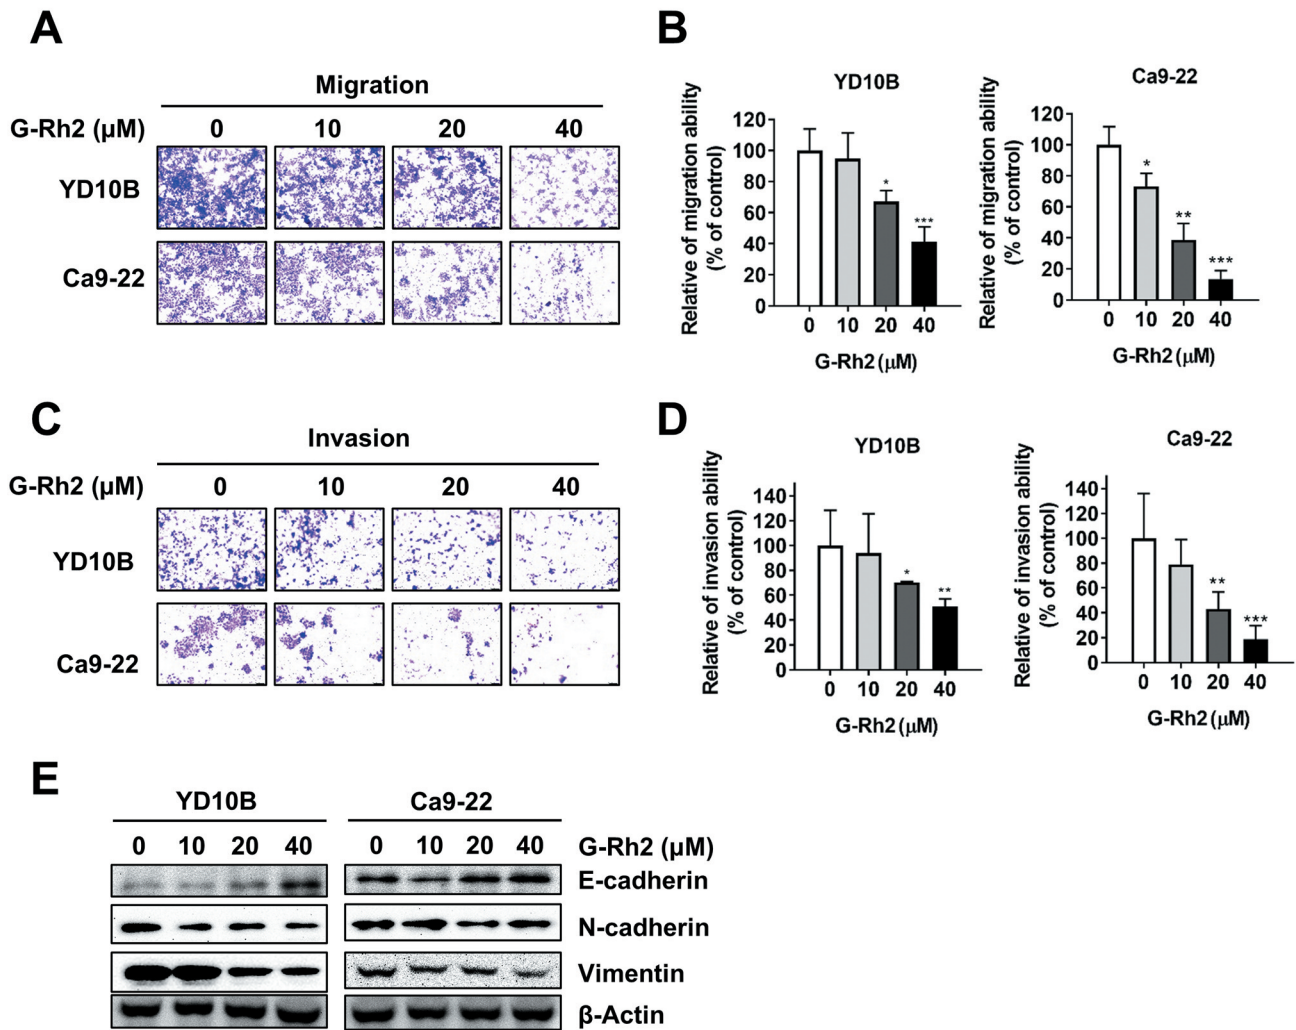 A
Migration
G-Rh2 (µM) 0 10 20 40
YD10B
Ca9-22
B
YD10B
Relative of migration ability
(% of control)
120
100
80
60
40
20
0
*
***
0 10 20 40
G-Rh2 (µM)
Ca9-22
Relative of migration ability
(% of control)
120
100
80
60
40
20
0
*
**
***
0 10 20 40
G-Rh2 (µM)
C
Invasion
G-Rh2 (µM) 0 10 20 40
YD10B
Ca9-22
D
YD10B
Relative of invasion ability
(% of control)
140
120
100
80
60
40
20
0
*
**
0 10 20 40
G-Rh2 (µM)
Ca9-22
Relative of invasion ability
(% of control)
140
120
100
80
60
40
20
0
**
***
0 10 20 40
G-Rh2 (µM)
E
YD10B Ca9-22
0 10 20 40 0 10 20 40 G-Rh2 (µM)
E-cadherin
N-cadherin
Vimentin
β-Actin